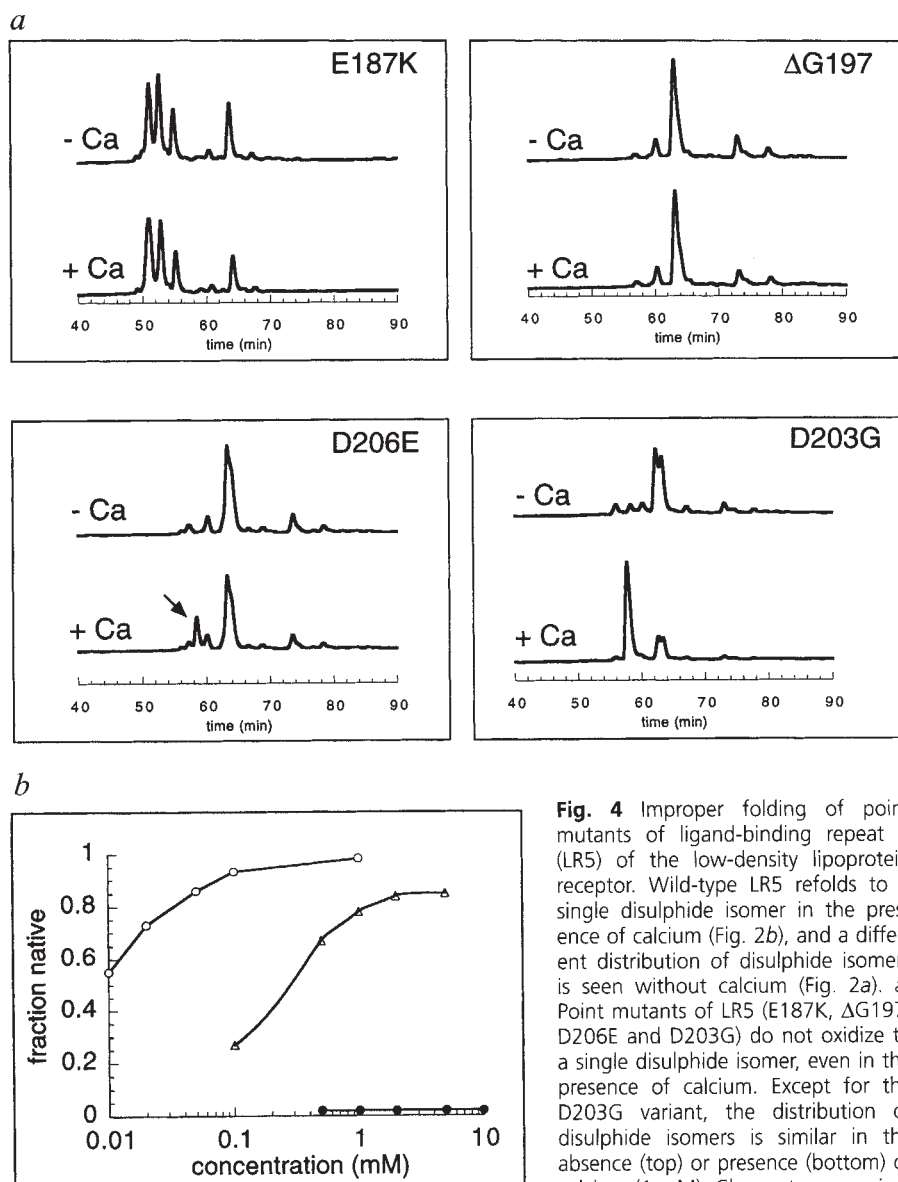 a
E187K
- Ca
+ Ca
40 50 60 70 80 90
time (min)
ΔG197
- Ca
+ Ca
40 50 60 70 80 90
time (min)
D206E
- Ca
+ Ca
40 50 60 70 80 90
time (min)
D203G
- Ca
+ Ca
40 50 60 70 80 90
time (min)
b
fraction native
1
0.8
0.6
0.4
0.2
0
0.01 0.1 1 10
concentration (mM)
Fig. 4 Improper folding of poin
mutants of ligand-binding repeat
(LR5) of the low-density lipoprotei
receptor. Wild-type LR5 refolds to
single disulphide isomer in the pres
ence of calcium (Fig. 2b), and a diffe
ent distribution of disulphide isomer
is seen without calcium (Fig. 2a). a
Point mutants of LR5 (E187K, ΔG197
D206E and D203G) do not oxidize t
a single disulphide isomer, even in th
presence of calcium. Except for th
D203G variant, the distribution o
disulphide isomers is similar in th
absence (top) or presence (bottom) o